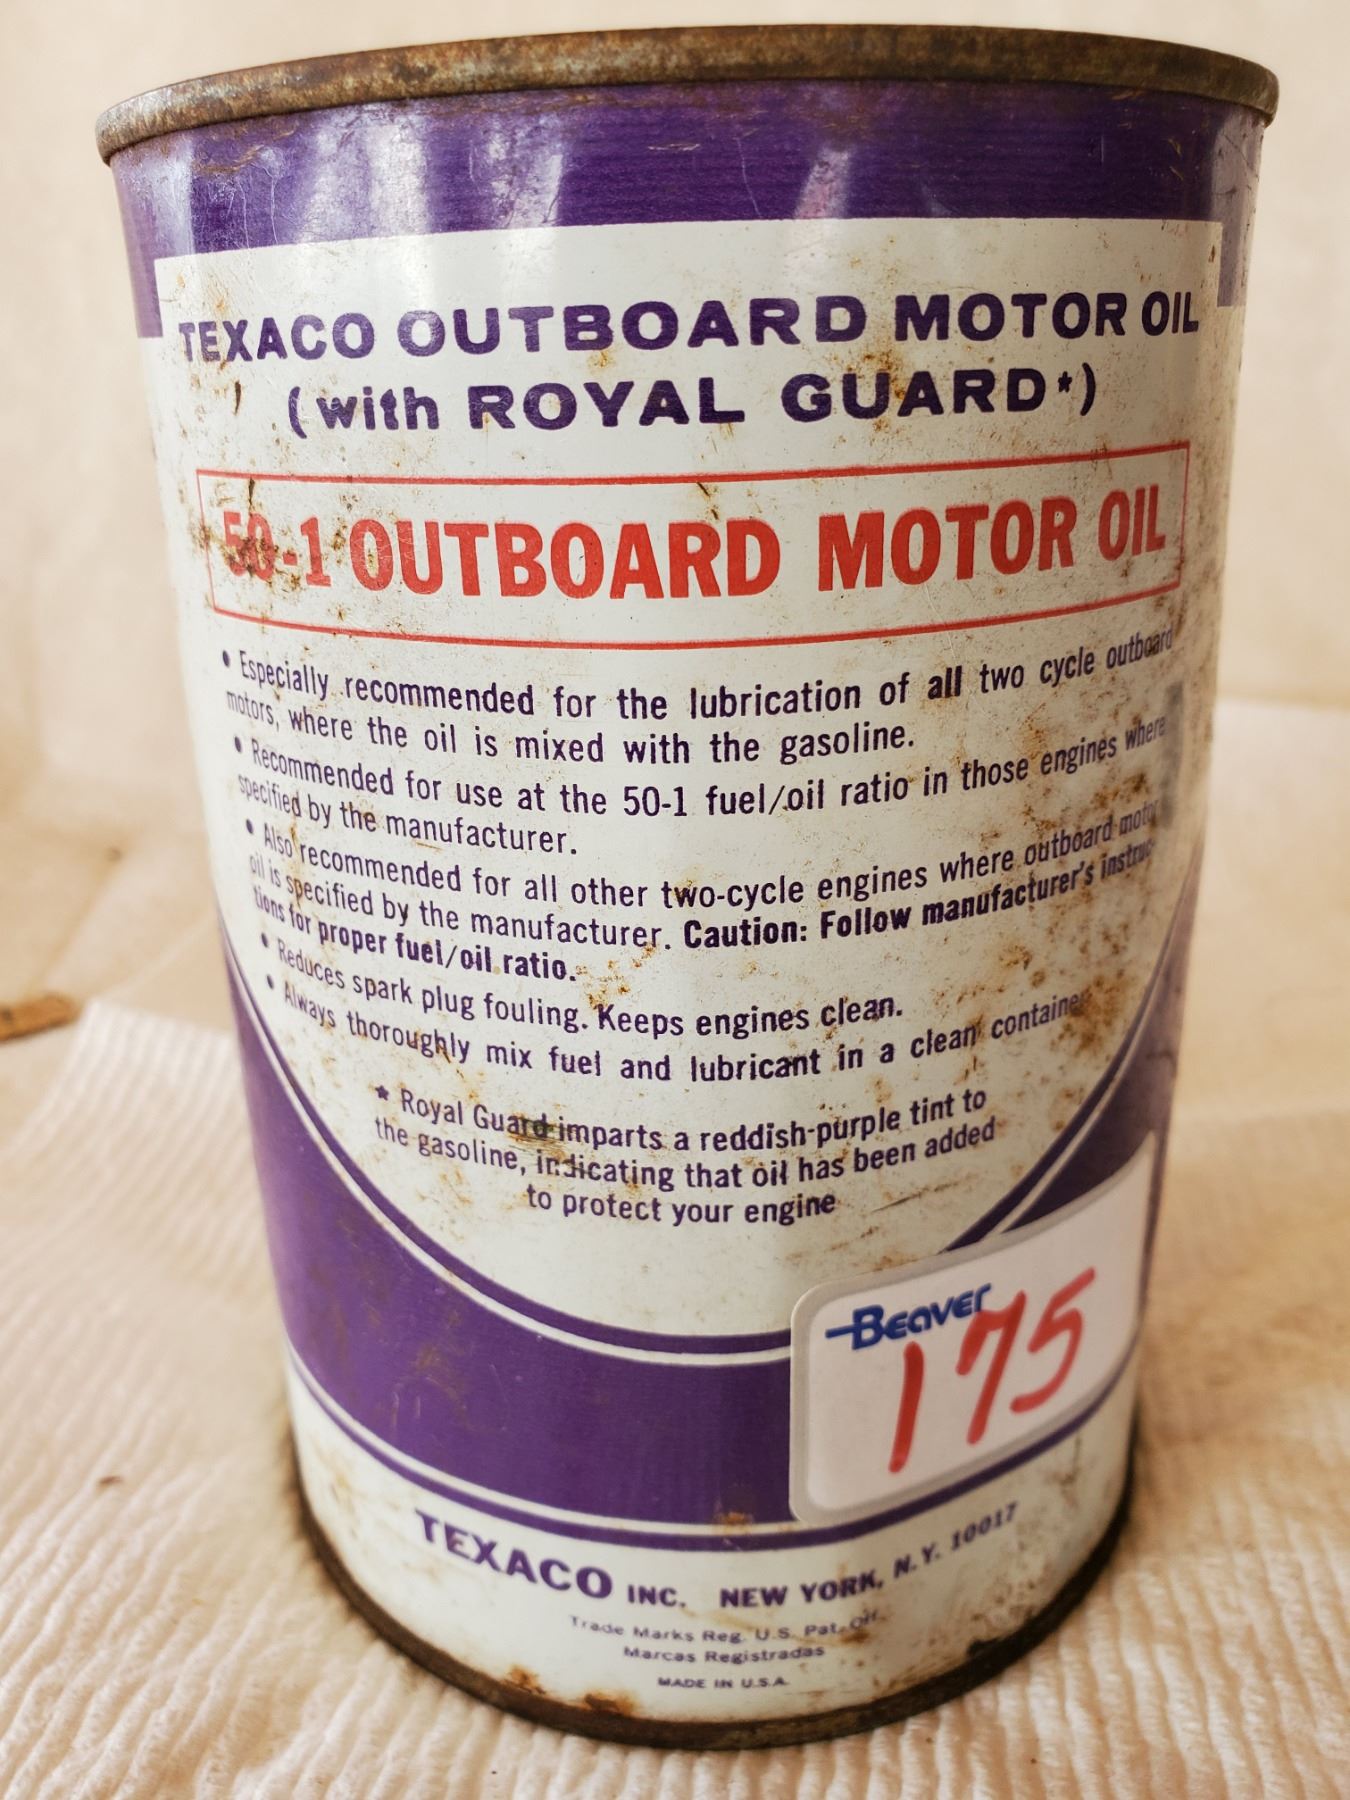 TEXACO OUTBOARD MOTOR OIL
(with ROYAL GUARD*)
50-1 OUTBOARD MOTOR OIL
• Especially recommended for the lubrication of all two cycle outboard
motors, where the oil is mixed with the gasoline.
• Recommended for use at the 50-1 fuel/oil ratio in those engines where
specified by the manufacturer.
• Also recommended for all other two-cycle engines where outboard motor
oil is specified by the manufacturer. Caution: Follow manufacturer's instruc-
tions for proper fuel/oil ratio.
• Reduces spark plug fouling. Keeps engines clean.
• Always thoroughly mix fuel and lubricant in a clean container
* Royal Guard imparts a reddish-purple tint to
the gasoline, indicating that oil has been added
to protect your engine
BEAVER
175
TEXACO INC. NEW YORK, N.Y. 10017
Trade Marks Reg. U.S. Pat. Off.
Marcas Registradas
MADE IN U.S.A.